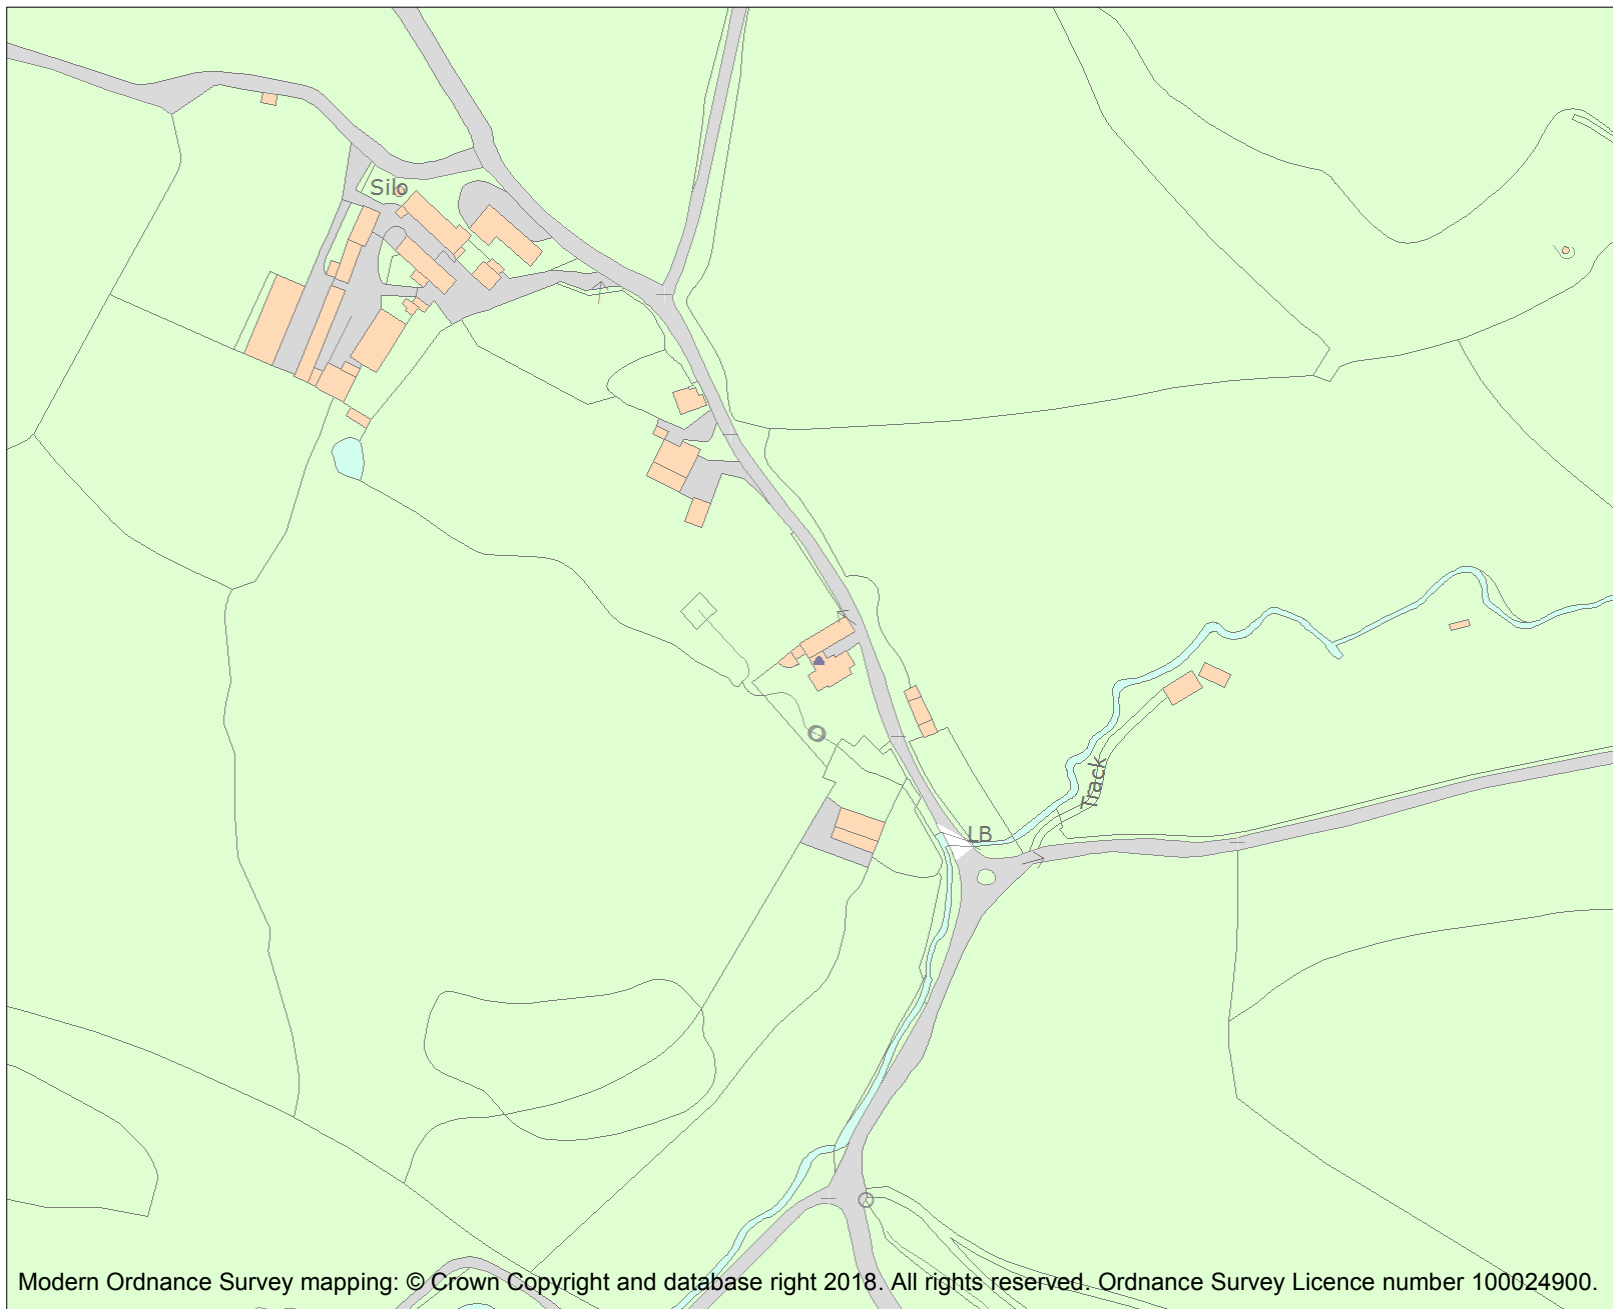 Silo
Track
LB
Modern Ordnance Survey mapping: © Crown Copyright and database right 2018. All rights reserved. Ordnance Survey Licence number 100024900.